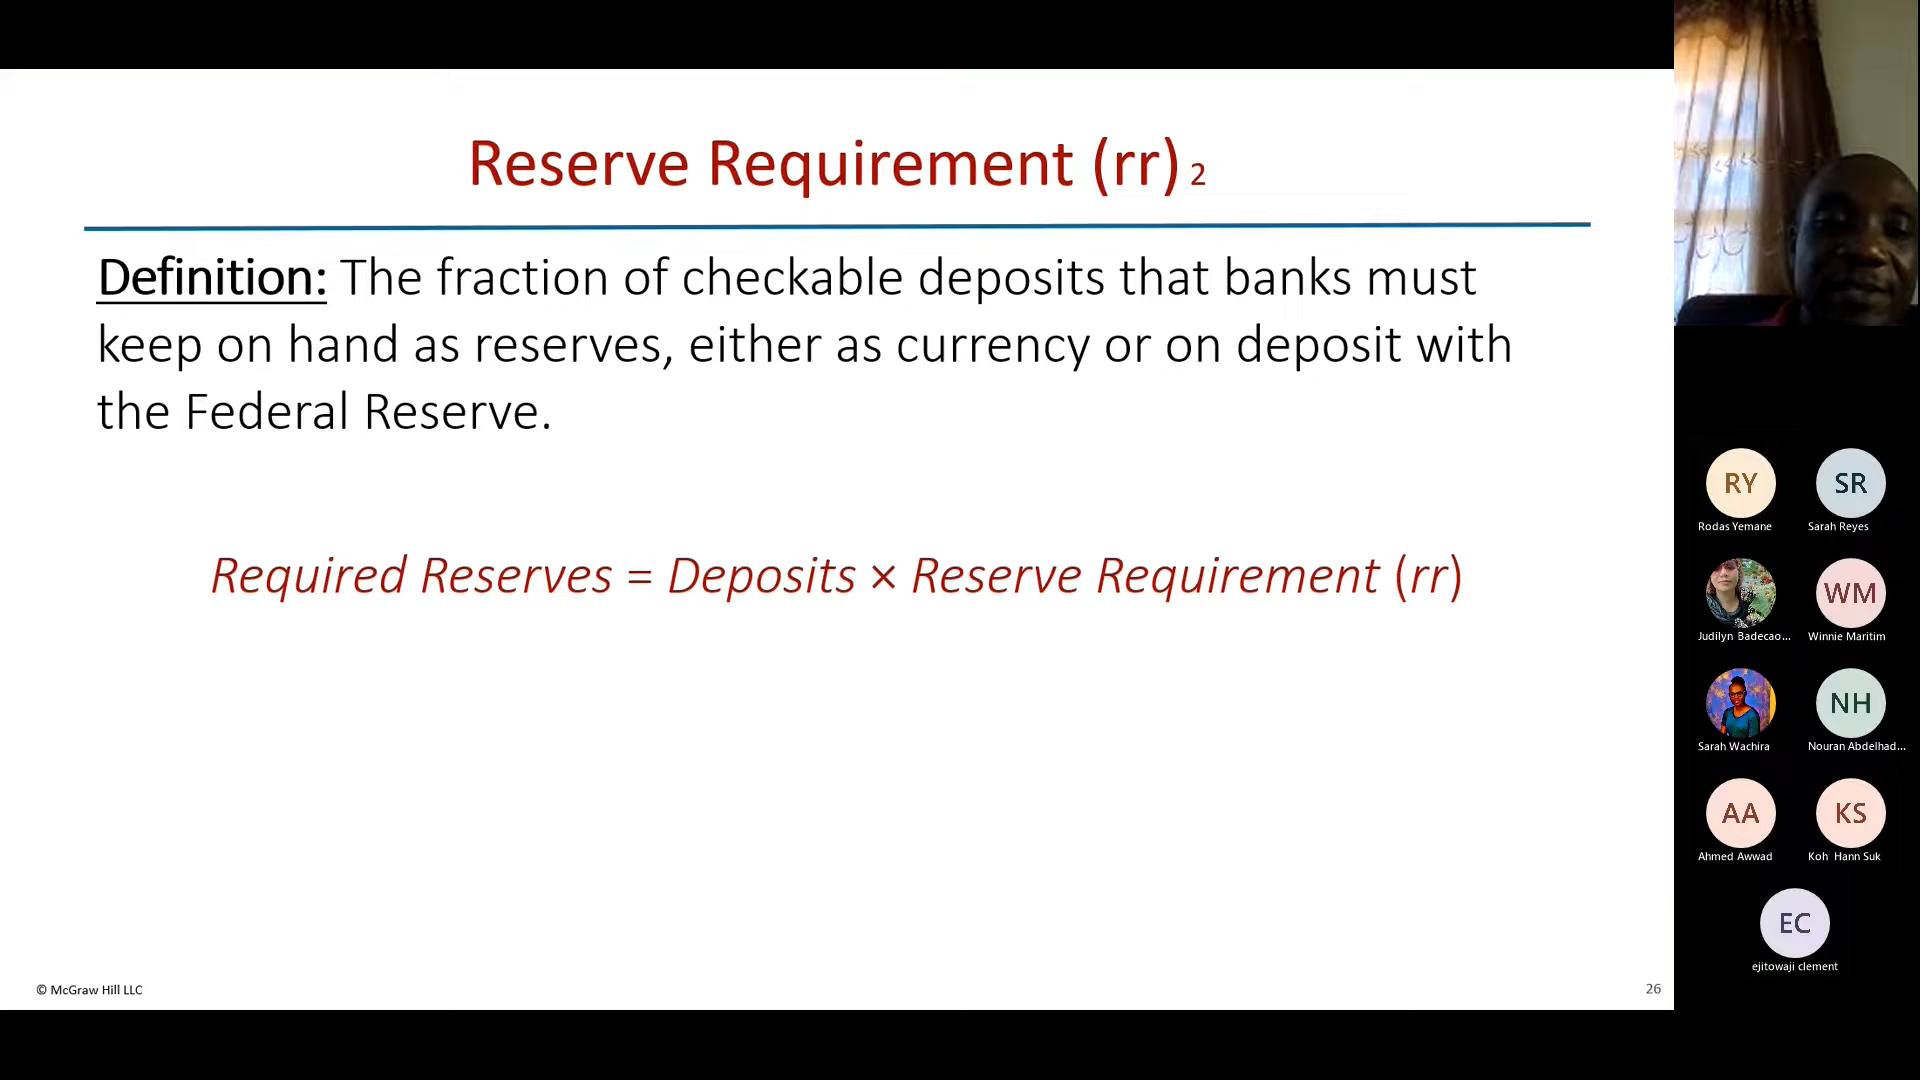 Reserve Requirement (rr) 2
Definition: The fraction of checkable deposits that banks must
keep on hand as reserves, either as currency or on deposit with
the Federal Reserve.
Required Reserves = Deposits × Reserve Requirement (rr)
© McGraw Hill LLC
26
RY
Rodas Yemane
SR
Sarah Reyes
Judilyn Badecao...
WM
Winnie Maritim
Sarah Wachira
NH
Nouran Abdelhad...
AA
Ahmed Awwad
KS
Koh Hann Suk
EC
ejitowaji clement